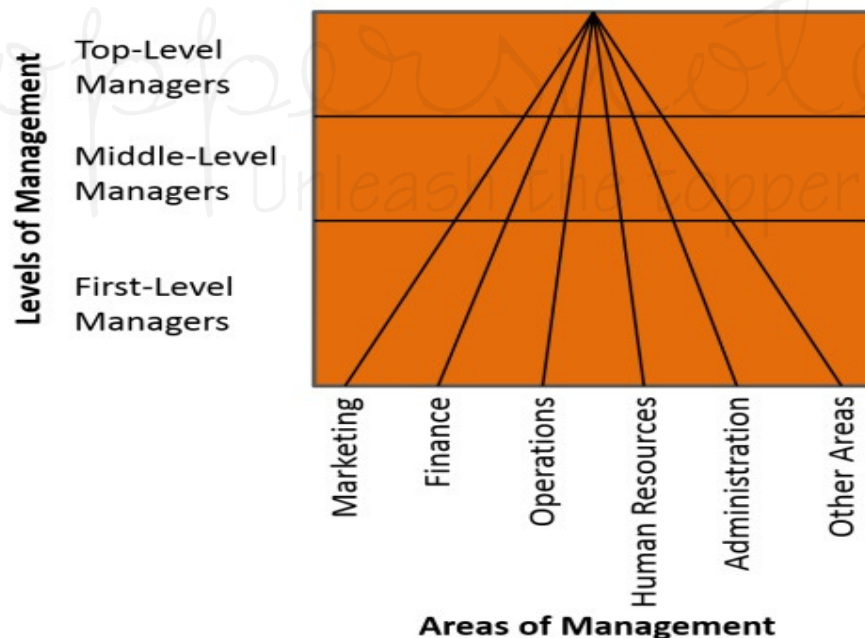 Levels of Management
Top-Level
Managers
Middle-Level
Managers
First-Level
Managers
Unleash the topper
Marketing
Finance
Operations
Human Resources
Administration
Other Areas
Areas of Management